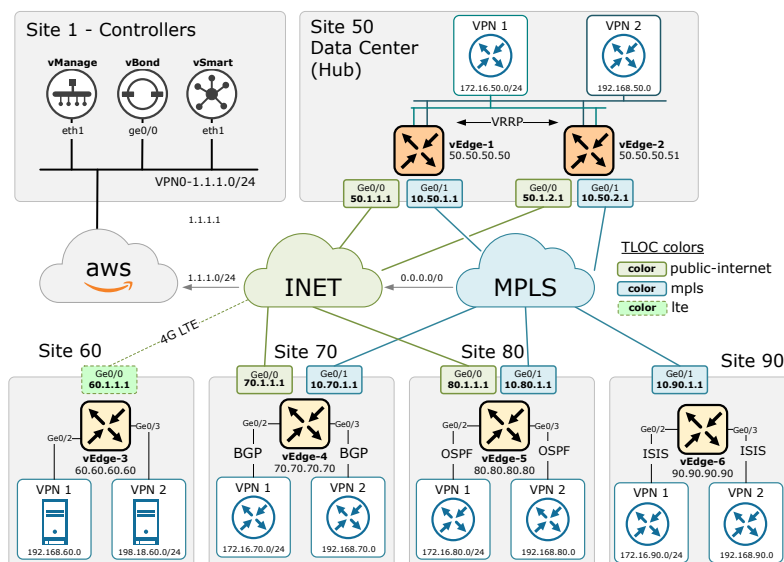 Site 1 - Controllers
vManage
vBond
vSmart
eth1
ge0/0
eth1
VPN0-1.1.1.0/24
Site 50
Data Center
(Hub)
VPN 1
172.16.50.0/24
VPN 2
192.168.50.0
VRRP
vEdge-1
50.50.50.50
vEdge-2
50.50.50.51
Ge0/0
50.1.1.1
Ge0/1
10.50.1.1
Ge0/0
50.1.2.1
Ge0/1
10.50.2.1
1.1.1.1
aws
1.1.1.0/24
INET
0.0.0.0/0
MPLS
TLOC colors
color public-internet
color mpls
color lte
4G LTE
Site 60
Ge0/0
60.1.1.1
Ge0/2
Ge0/3
vEdge-3
60.60.60.60
VPN 1
192.168.60.0
VPN 2
198.18.60.0/24
Site 70
Ge0/0
70.1.1.1
Ge0/1
10.70.1.1
Ge0/2
Ge0/3
BGP
BGP
vEdge-4
70.70.70.70
VPN 1
172.16.70.0/24
VPN 2
192.168.70.0
Site 80
Ge0/0
80.1.1.1
Ge0/1
10.80.1.1
Ge0/2
Ge0/3
OSPF
OSPF
vEdge-5
80.80.80.80
VPN 1
172.16.80.0/24
VPN 2
192.168.80.0
Site 90
Ge0/1
10.90.1.1
Ge0/2
Ge0/3
ISIS
ISIS
vEdge-6
90.90.90.90
VPN 1
172.16.90.0/24
VPN 2
192.168.90.0